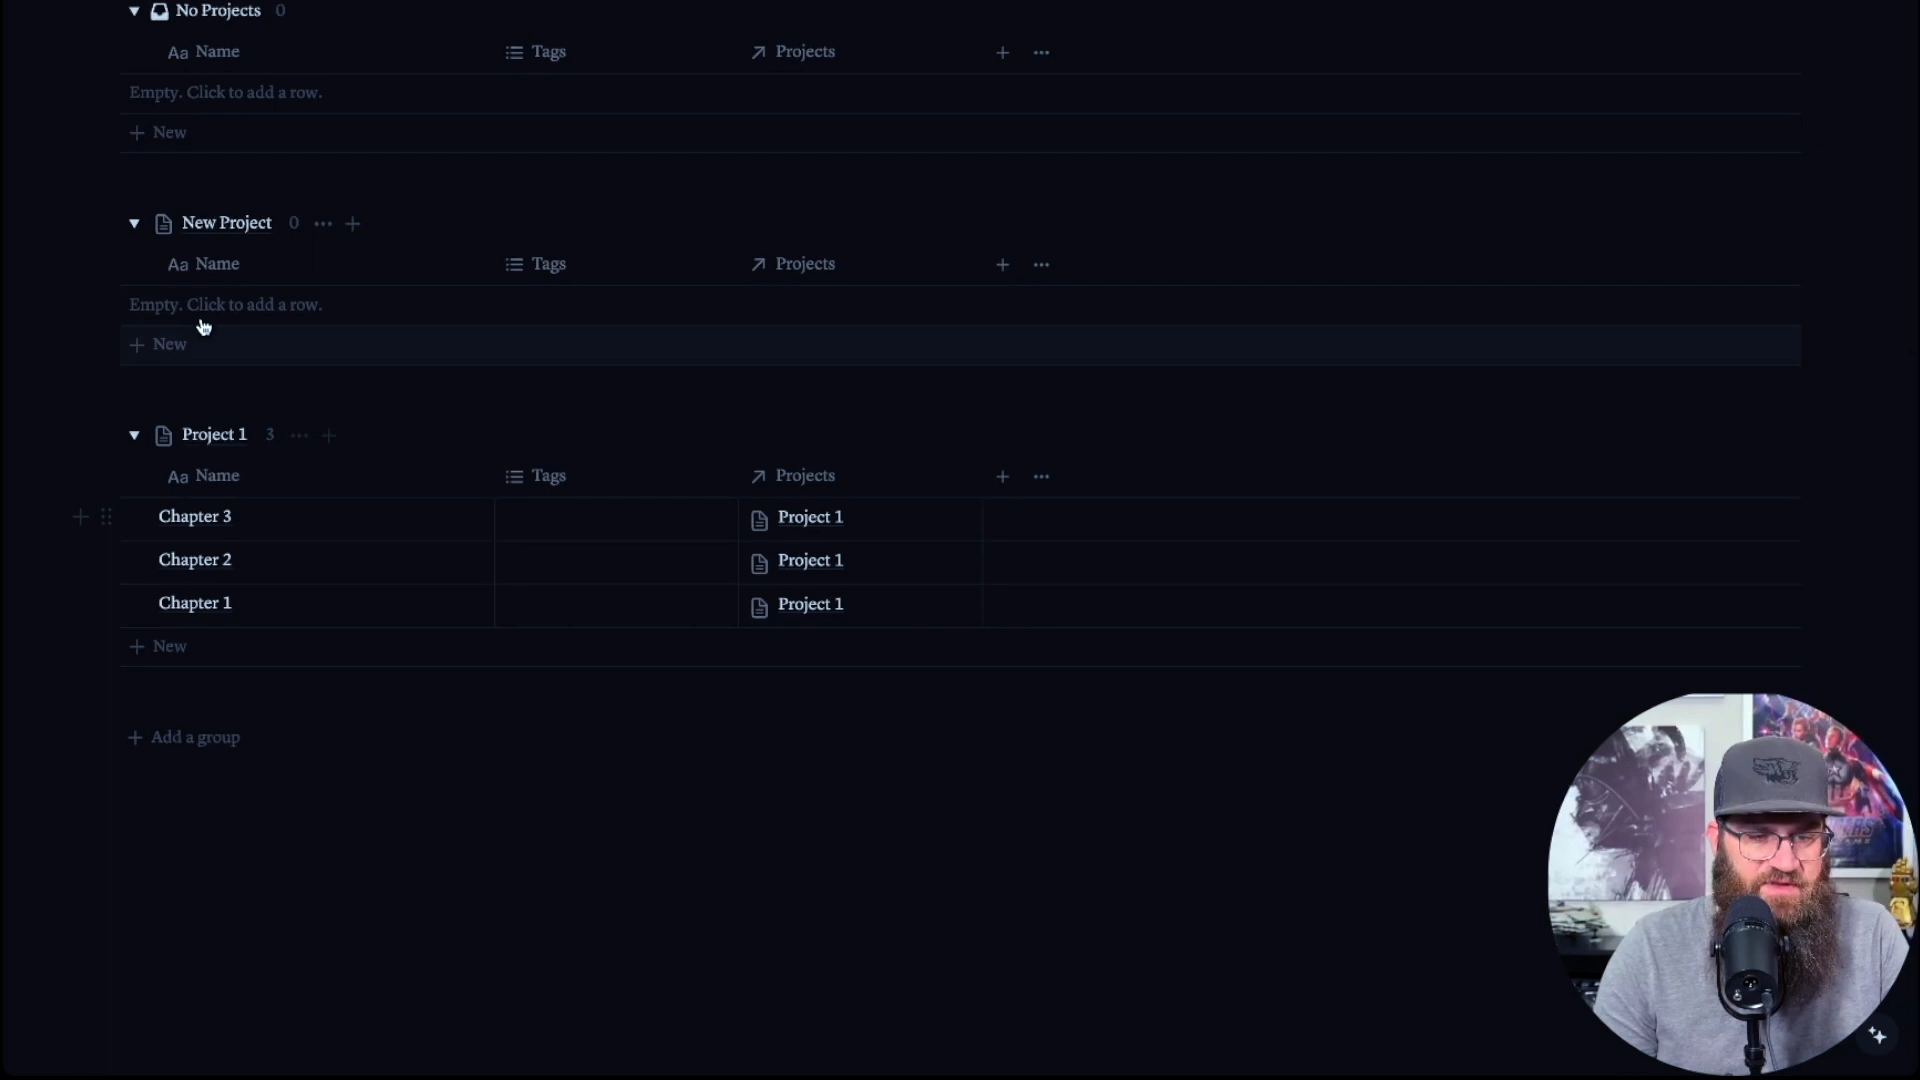 No Projects 0
Aa Name Tags Projects
Empty. Click to add a row.
New
New Project 0
Aa Name Tags Projects
Empty. Click to add a row.
New
Project 1 3
Aa Name Tags Projects
Chapter 3 Project 1
Chapter 2 Project 1
Chapter 1 Project 1
New
Add a group